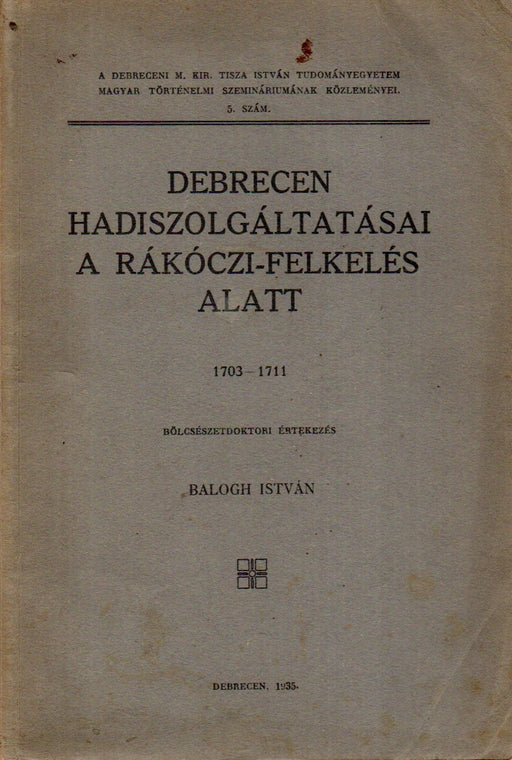 A DEBRECENI M. KIR. TISZA ISTVÁN TUDOMÁNYEGYETEM
MAGYAR TÖRTÉNELMI SZEMINÁRIUMÁNAK KÖZLEMÉNYEI.
5. SZÁM.
DEBRECEN
HADISZOLGÁLTATÁSAI
A RÁKÓCZI-FELKELÉS
ALATT
1703–1711
BÖLCSÉSZETDOKTORI ÉRTEKEZÉS
BALOGH ISTVÁN
DEBRECEN, 1935.